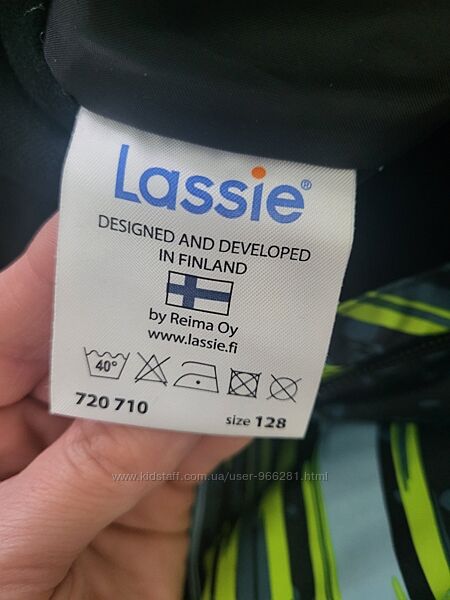 Lassie®
DESIGNED AND DEVELOPED
IN FINLAND
by Reima Oy
www.lassie.fi
40°
720 710
size 128
www.kidstaff.com.ua/user-966281.html